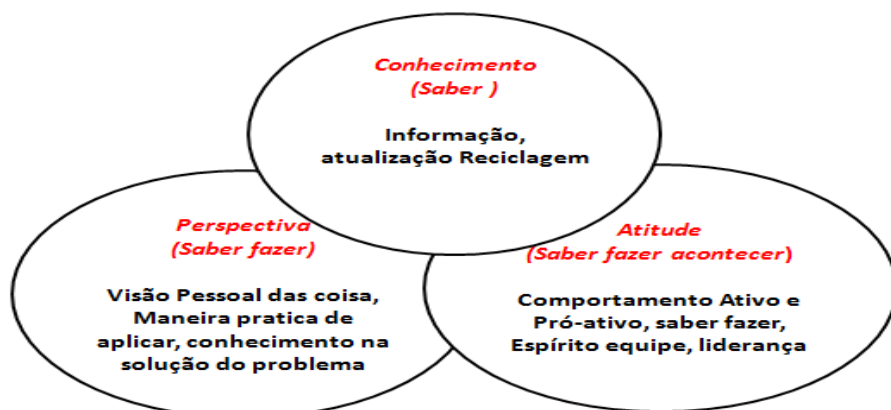 Conhecimento
(Saber )
Informação,
atualização Reciclagem
Perspectiva
(Saber fazer)
Visão Pessoal das coisa,
Maneira pratica de
aplicar, conhecimento na
solução do problema
Atitude
(Saber fazer acontecer)
Comportamento Ativo e
Pró-ativo, saber fazer,
Espírito equipe, liderança